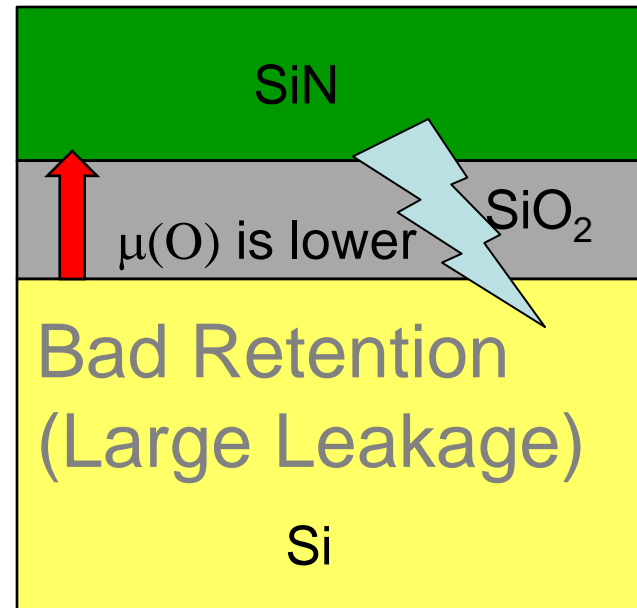 SiN
SiO₂
μ(O) is lower
Bad Retention
(Large Leakage)
Si